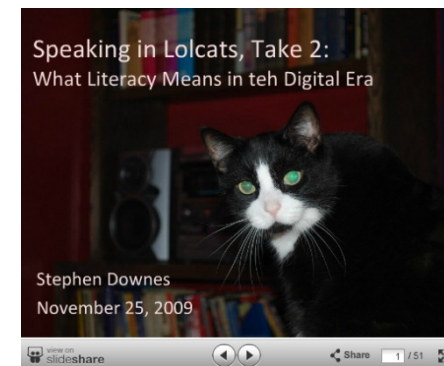 Speaking in Lolcats, Take 2:
What Literacy Means in teh Digital Era
Stephen Downes
November 25, 2009
view on
slideshare
Share 1 / 51